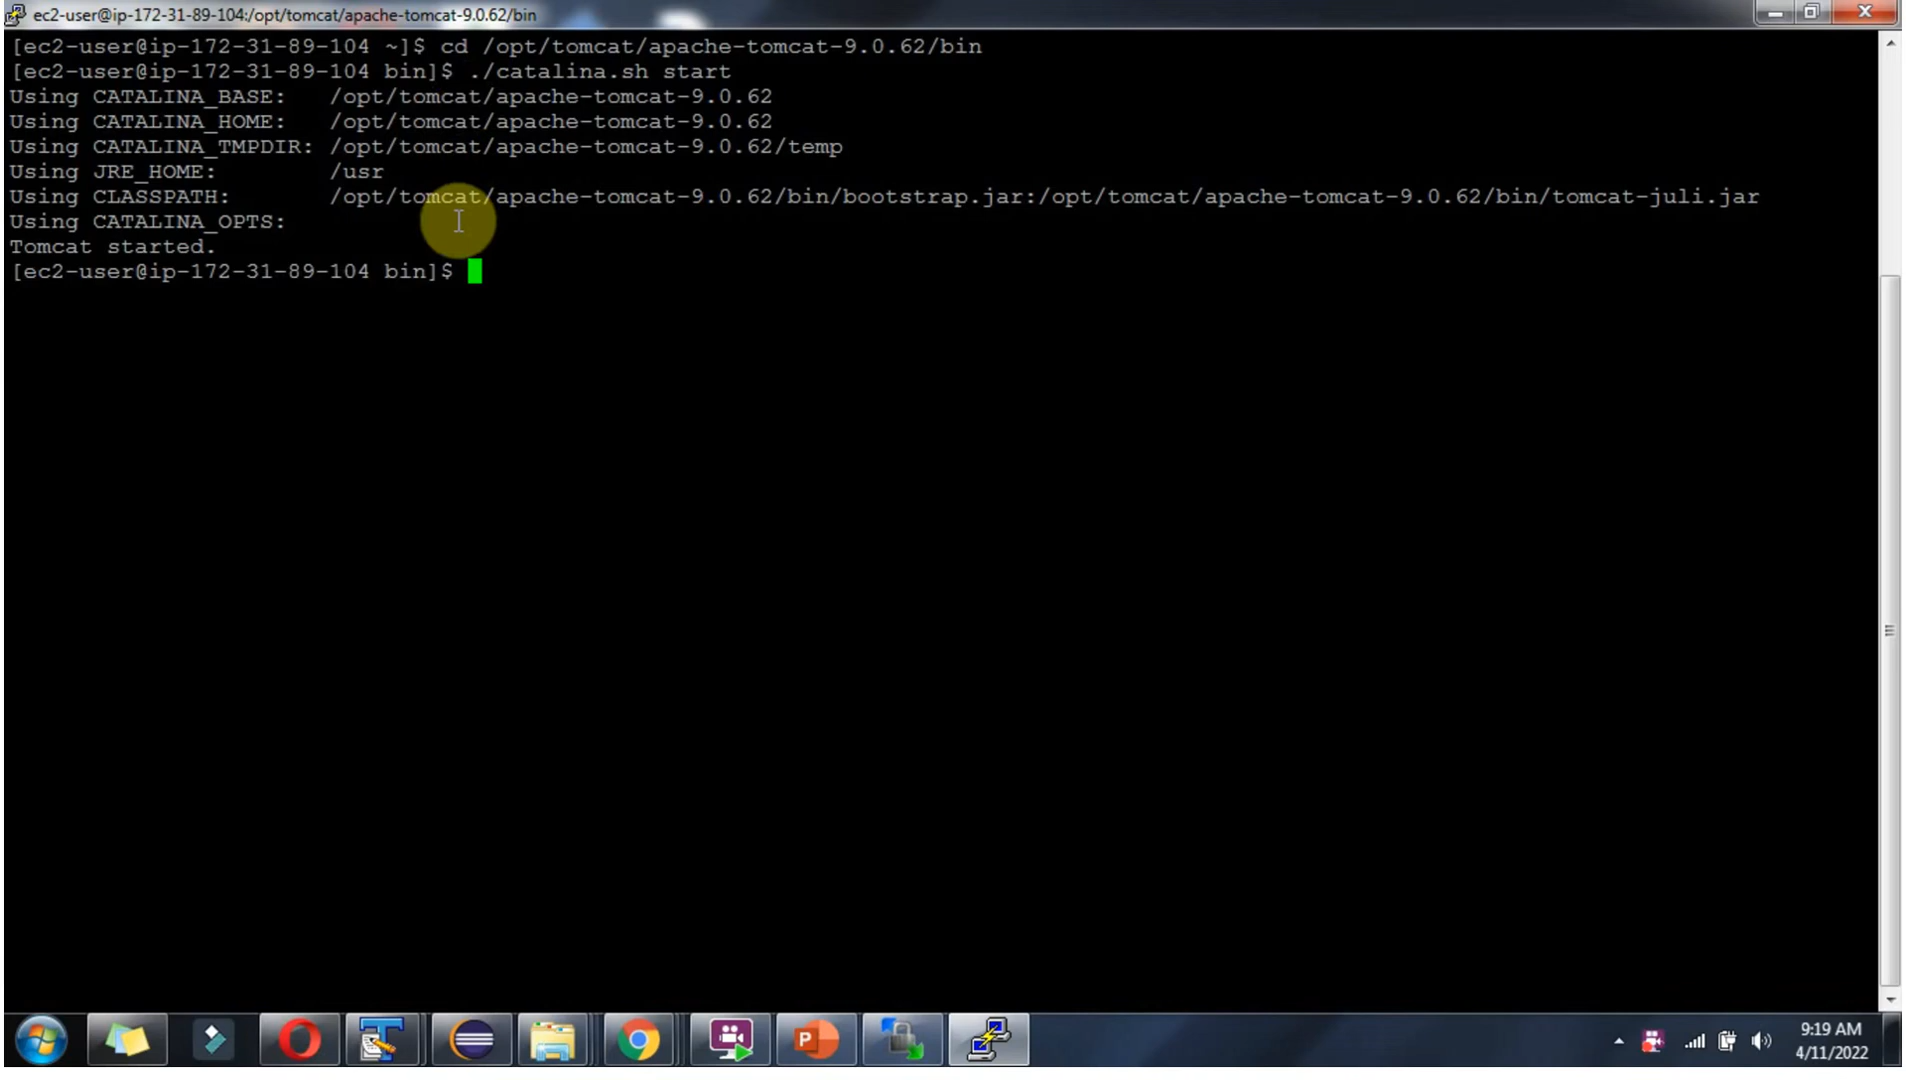 ec2-user@ip-172-31-89-104:/opt/tomcat/apache-tomcat-9.0.62/bin
[ec2-user@ip-172-31-89-104 ~]$ cd /opt/tomcat/apache-tomcat-9.0.62/bin
[ec2-user@ip-172-31-89-104 bin]$ ./catalina.sh start
Using CATALINA_BASE:   /opt/tomcat/apache-tomcat-9.0.62
Using CATALINA_HOME:   /opt/tomcat/apache-tomcat-9.0.62
Using CATALINA_TMPDIR: /opt/tomcat/apache-tomcat-9.0.62/temp
Using JRE_HOME:        /usr
Using CLASSPATH:       /opt/tomcat/apache-tomcat-9.0.62/bin/bootstrap.jar:/opt/tomcat/apache-tomcat-9.0.62/bin/tomcat-juli.jar
Using CATALINA_OPTS:
Tomcat started.
[ec2-user@ip-172-31-89-104 bin]$
9:19 AM
4/11/2022